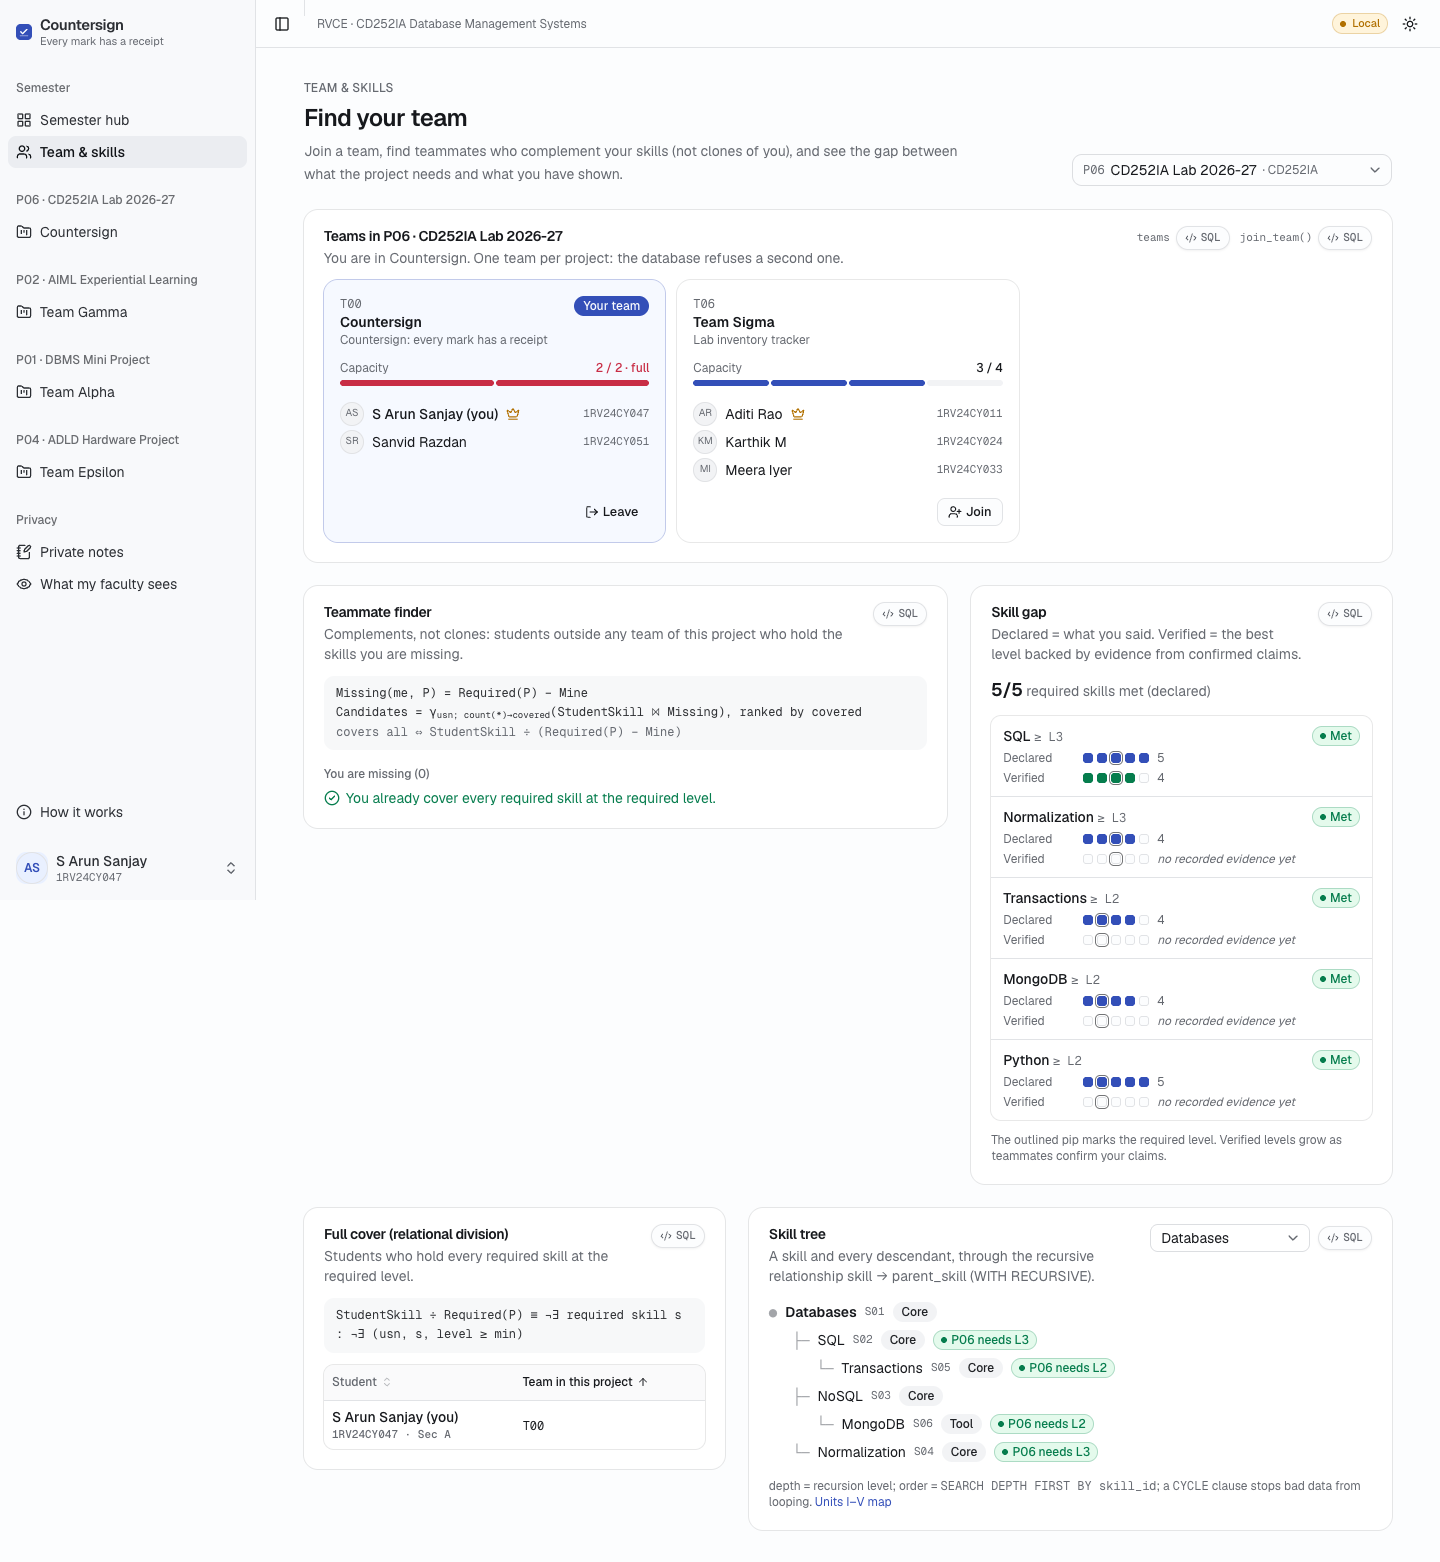 Countersign
Every mark has a receipt
Semester
Semester hub
Team & skills
P06 · CD252IA Lab 2026-27
Countersign
P02 · AIML Experiential Learning
Team Gamma
P01 · DBMS Mini Project
Team Alpha
P04 · ADLD Hardware Project
Team Epsilon
Privacy
Private notes
What my faculty sees
How it works
AS
S Arun Sanjay
1RV24CY047
RVCE · CD252IA Database Management Systems
Local
TEAM & SKILLS
Find your team
Join a team, find teammates who complement your skills (not clones of you), and see the gap between
what the project needs and what you have shown.
P06 CD252IA Lab 2026-27 · CD252IA
Teams in P06 · CD252IA Lab 2026-27
teams </> SQL join_team() </> SQL
You are in Countersign. One team per project: the database refuses a second one.
T00
Your team
Countersign
Countersign: every mark has a receipt
Capacity 2 / 2 · full
AS S Arun Sanjay (you) 1RV24CY047
SR Sanvid Razdan 1RV24CY051
Leave
T06
Team Sigma
Lab inventory tracker
Capacity 3 / 4
AR Aditi Rao 1RV24CY011
KM Karthik M 1RV24CY024
MI Meera Iyer 1RV24CY033
Join
Teammate finder
</> SQL
Complements, not clones: students outside any team of this project who hold the
skills you are missing.
Missing(me, P) = Required(P) − Mine
Candidates = γusn; count(*)→covered(StudentSkill ⋈ Missing), ranked by covered
covers all ⇔ StudentSkill ÷ (Required(P) − Mine)
You are missing (0)
You already cover every required skill at the required level.
Skill gap
</> SQL
Declared = what you said. Verified = the best
level backed by evidence from confirmed claims.
5/5 required skills met (declared)
SQL ≥ L3 Met
Declared 5
Verified 4
Normalization ≥ L3 Met
Declared 4
Verified no recorded evidence yet
Transactions ≥ L2 Met
Declared 4
Verified no recorded evidence yet
MongoDB ≥ L2 Met
Declared 4
Verified no recorded evidence yet
Python ≥ L2 Met
Declared 5
Verified no recorded evidence yet
The outlined pip marks the required level. Verified levels grow as
teammates confirm your claims.
Full cover (relational division)
</> SQL
Students who hold every required skill at the
required level.
StudentSkill ÷ Required(P) ≡ ¬∃ required skill s
: ¬∃ (usn, s, level ≥ min)
Student Team in this project ↑
S Arun Sanjay (you)
1RV24CY047 · Sec A
T00
Skill tree
Databases
</> SQL
A skill and every descendant, through the recursive
relationship skill → parent_skill (WITH RECURSIVE).
Databases S01 Core
SQL S02 Core P06 needs L3
Transactions S05 Core P06 needs L2
NoSQL S03 Core
MongoDB S06 Tool P06 needs L2
Normalization S04 Core P06 needs L3
depth = recursion level; order = SEARCH DEPTH FIRST BY skill_id; a CYCLE clause stops bad data from
looping. Units I–V map